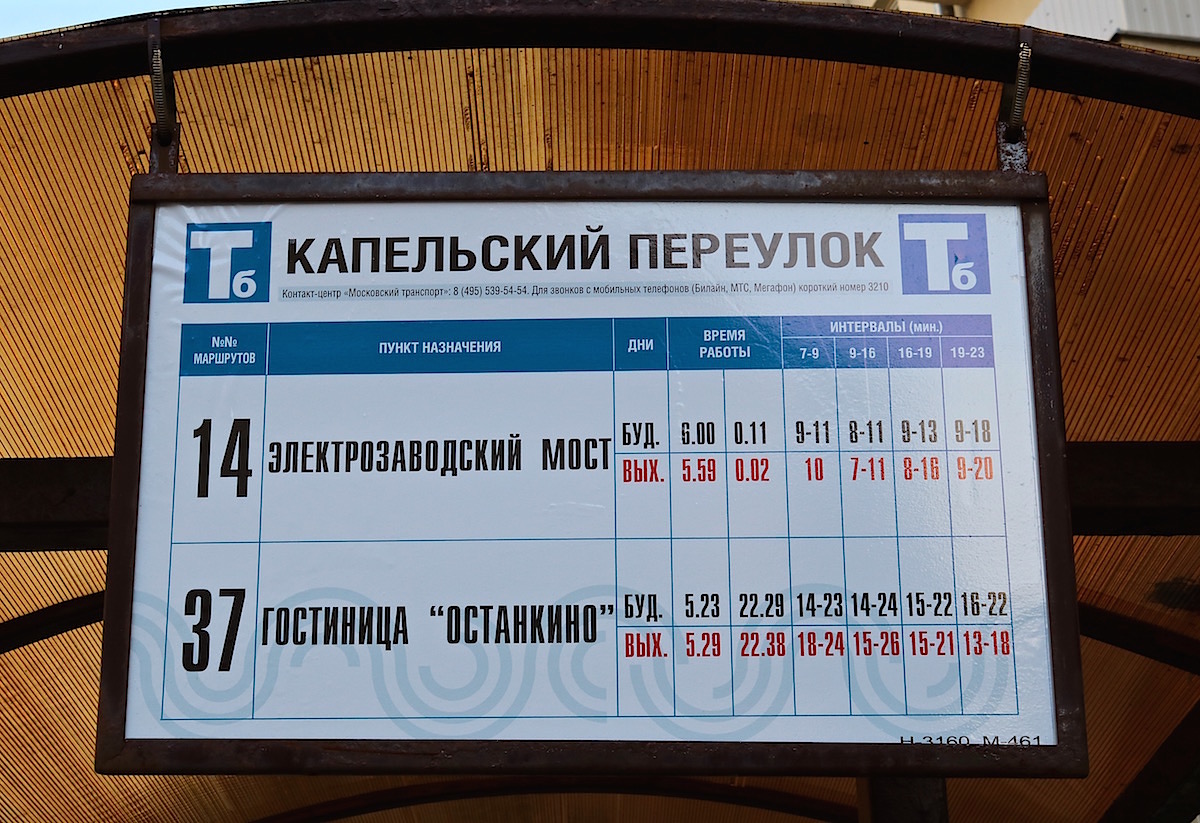 Тб КАПЕЛЬСКИЙ ПЕРЕУЛОК Тб
Контакт-центр «Московский транспорт»: 8 (495) 539-54-54. Для звонков с мобильных телефонов (Билайн, МТС, Мегафон) короткий номер 3210
№№ МАРШРУТОВ ПУНКТ НАЗНАЧЕНИЯ ДНИ ВРЕМЯ РАБОТЫ ИНТЕРВАЛЫ (мин.)
7-9 9-16 16-19 19-23
14 ЭЛЕКТРОЗАВОДСКИЙ МОСТ БУД. 6.00 0.11 9-11 8-11 9-13 9-18
ВЫХ. 5.59 0.02 10 7-11 8-16 9-20
37 ГОСТИНИЦА “ОСТАНКИНО” БУД. 5.23 22.29 14-23 14-24 15-22 16-22
ВЫХ. 5.29 22.38 18-24 15-26 15-21 13-18
Н-3160 М-461